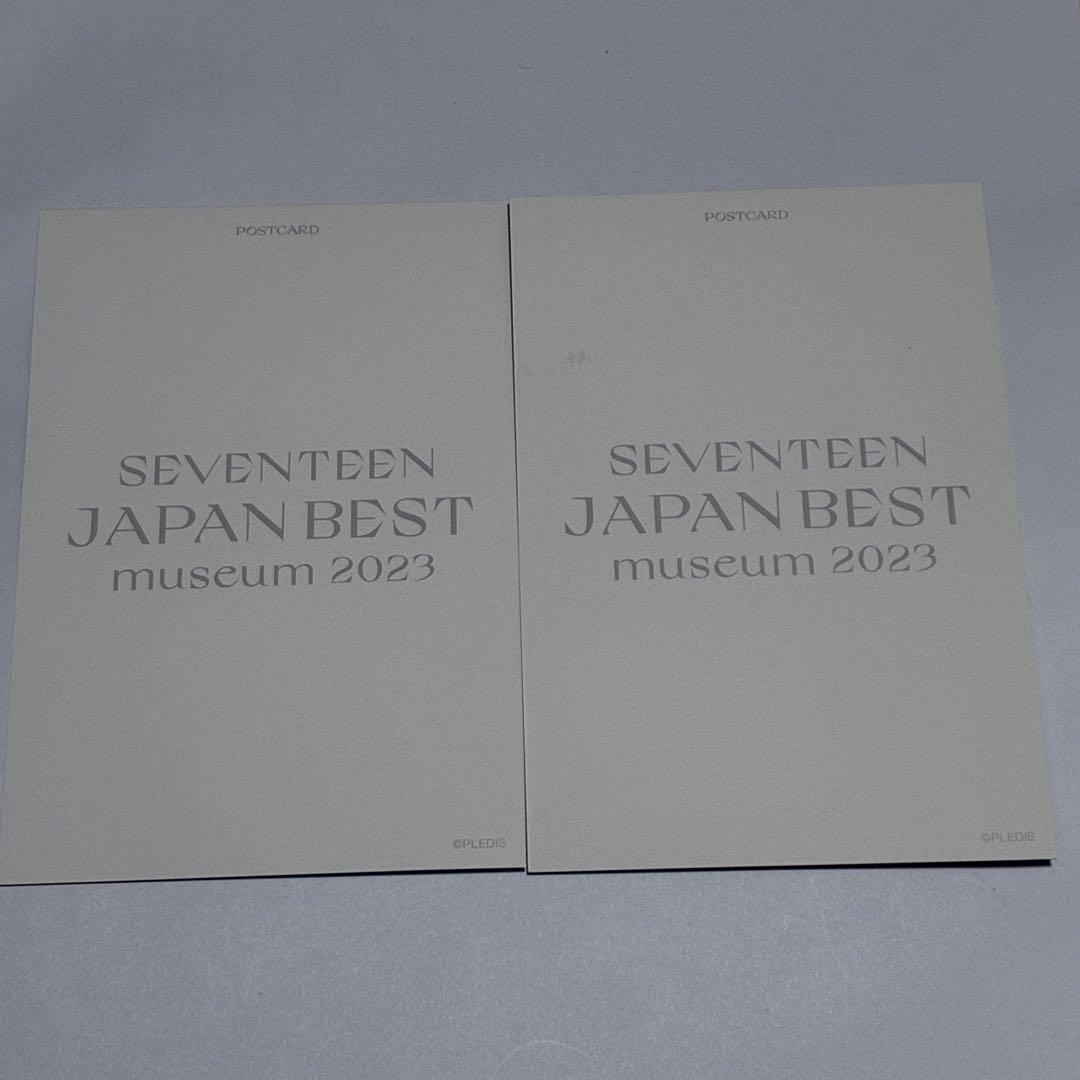 POSTCARD
SEVENTEEN
JAPAN BEST
museum 2023
©PLEDIS
POSTCARD
SEVENTEEN
JAPAN BEST
museum 2023
©PLEDIS